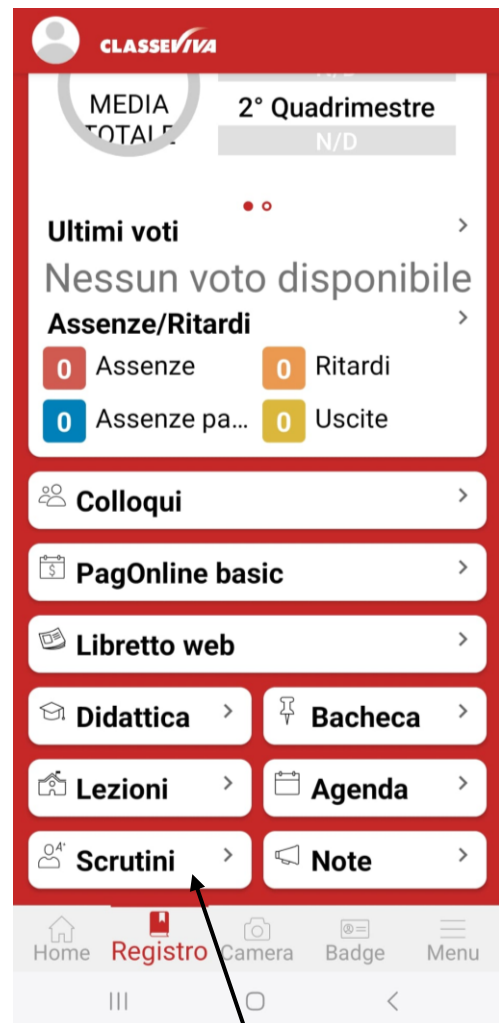 CLASSEVIVA
MEDIA
TOTALE
2° Quadrimestre
N/D
Ultimi voti
Nessun voto disponibile
Assenze/Ritardi
0 Assenze
0 Ritardi
0 Assenze pa...
0 Uscite
Colloqui
PagOnline basic
Libretto web
Didattica
Bacheca
Lezioni
Agenda
Scrutini
Note
Home Registro Camera Badge Menu